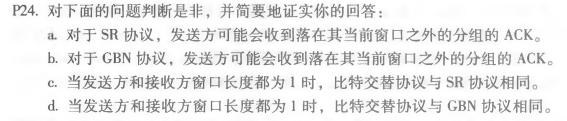 P24. 对下面的问题判断是非，并简要地证实你的回答：
a. 对于 SR 协议，发送方可能会收到落在其当前窗口之外的分组的 ACK。
b. 对于 GBN 协议，发送方可能会收到落在其当前窗口之外的分组的 ACK。
c. 当发送方和接收方窗口长度都为 1 时，比特交替协议与 SR 协议相同。
d. 当发送方和接收方窗口长度都为 1 时，比特交替协议与 GBN 协议相同。